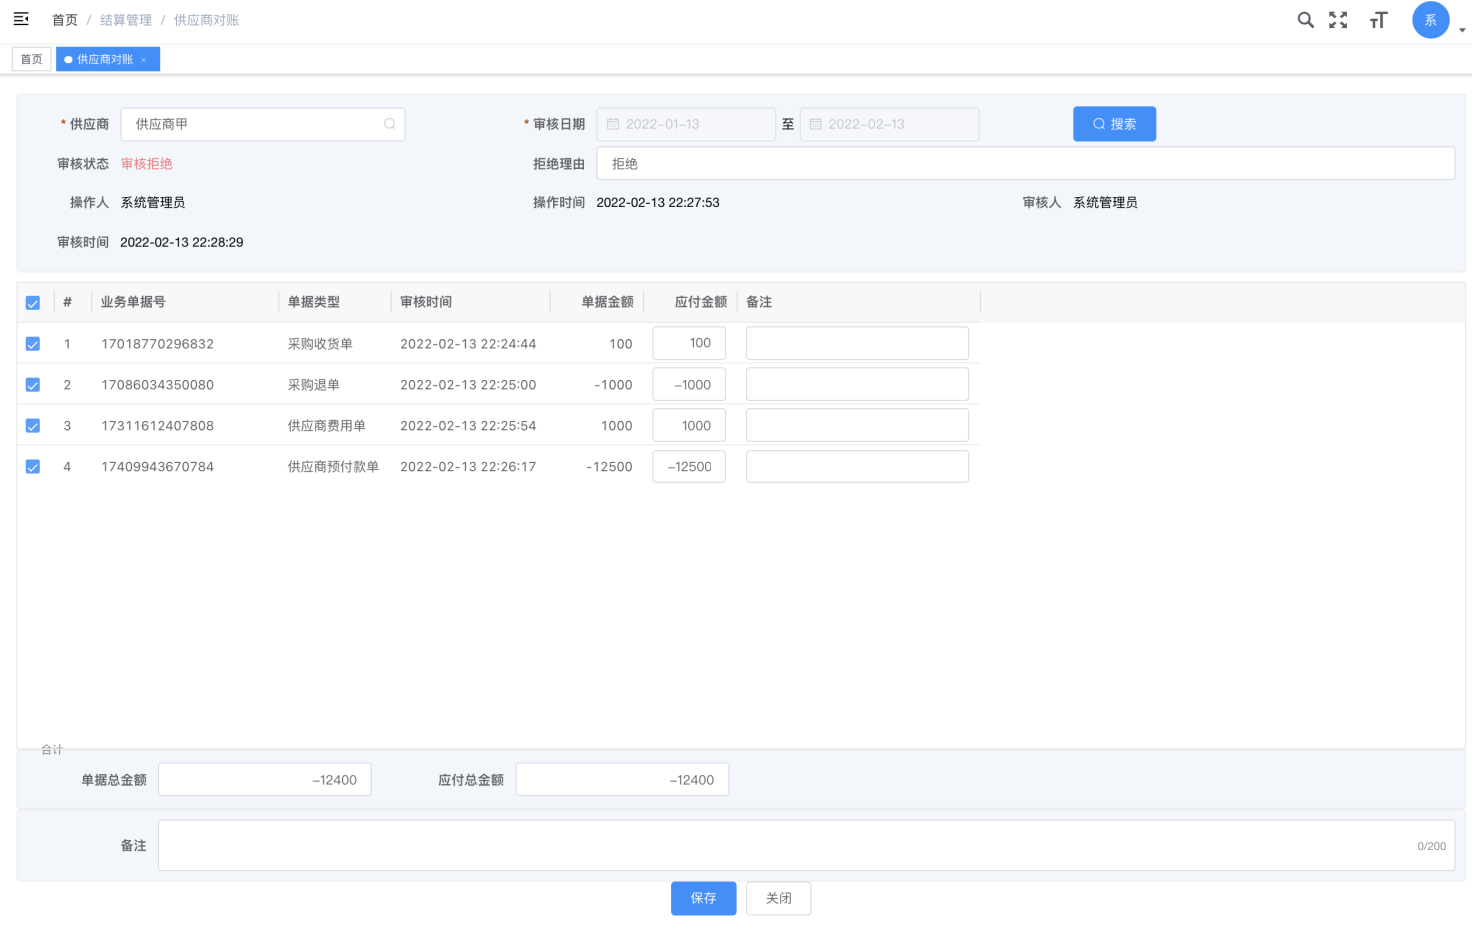 首页 / 结算管理 / 供应商对账
系
首页 供应商对账 ×
* 供应商 供应商甲 * 审核日期 2022-01-13 至 2022-02-13 搜索
审核状态 审核拒绝 拒绝理由 拒绝
操作人 系统管理员 操作时间 2022-02-13 22:27:53 审核人 系统管理员
审核时间 2022-02-13 22:28:29
# 业务单据号 单据类型 审核时间 单据金额 应付金额 备注
1 17018770296832 采购收货单 2022-02-13 22:24:44 100 100
2 17086034350080 采购退单 2022-02-13 22:25:00 -1000 -1000
3 17311612407808 供应商费用单 2022-02-13 22:25:54 1000 1000
4 17409943670784 供应商预付款单 2022-02-13 22:26:17 -12500 -12500
合计
单据总金额 -12400 应付总金额 -12400
备注 0/200
保存 关闭